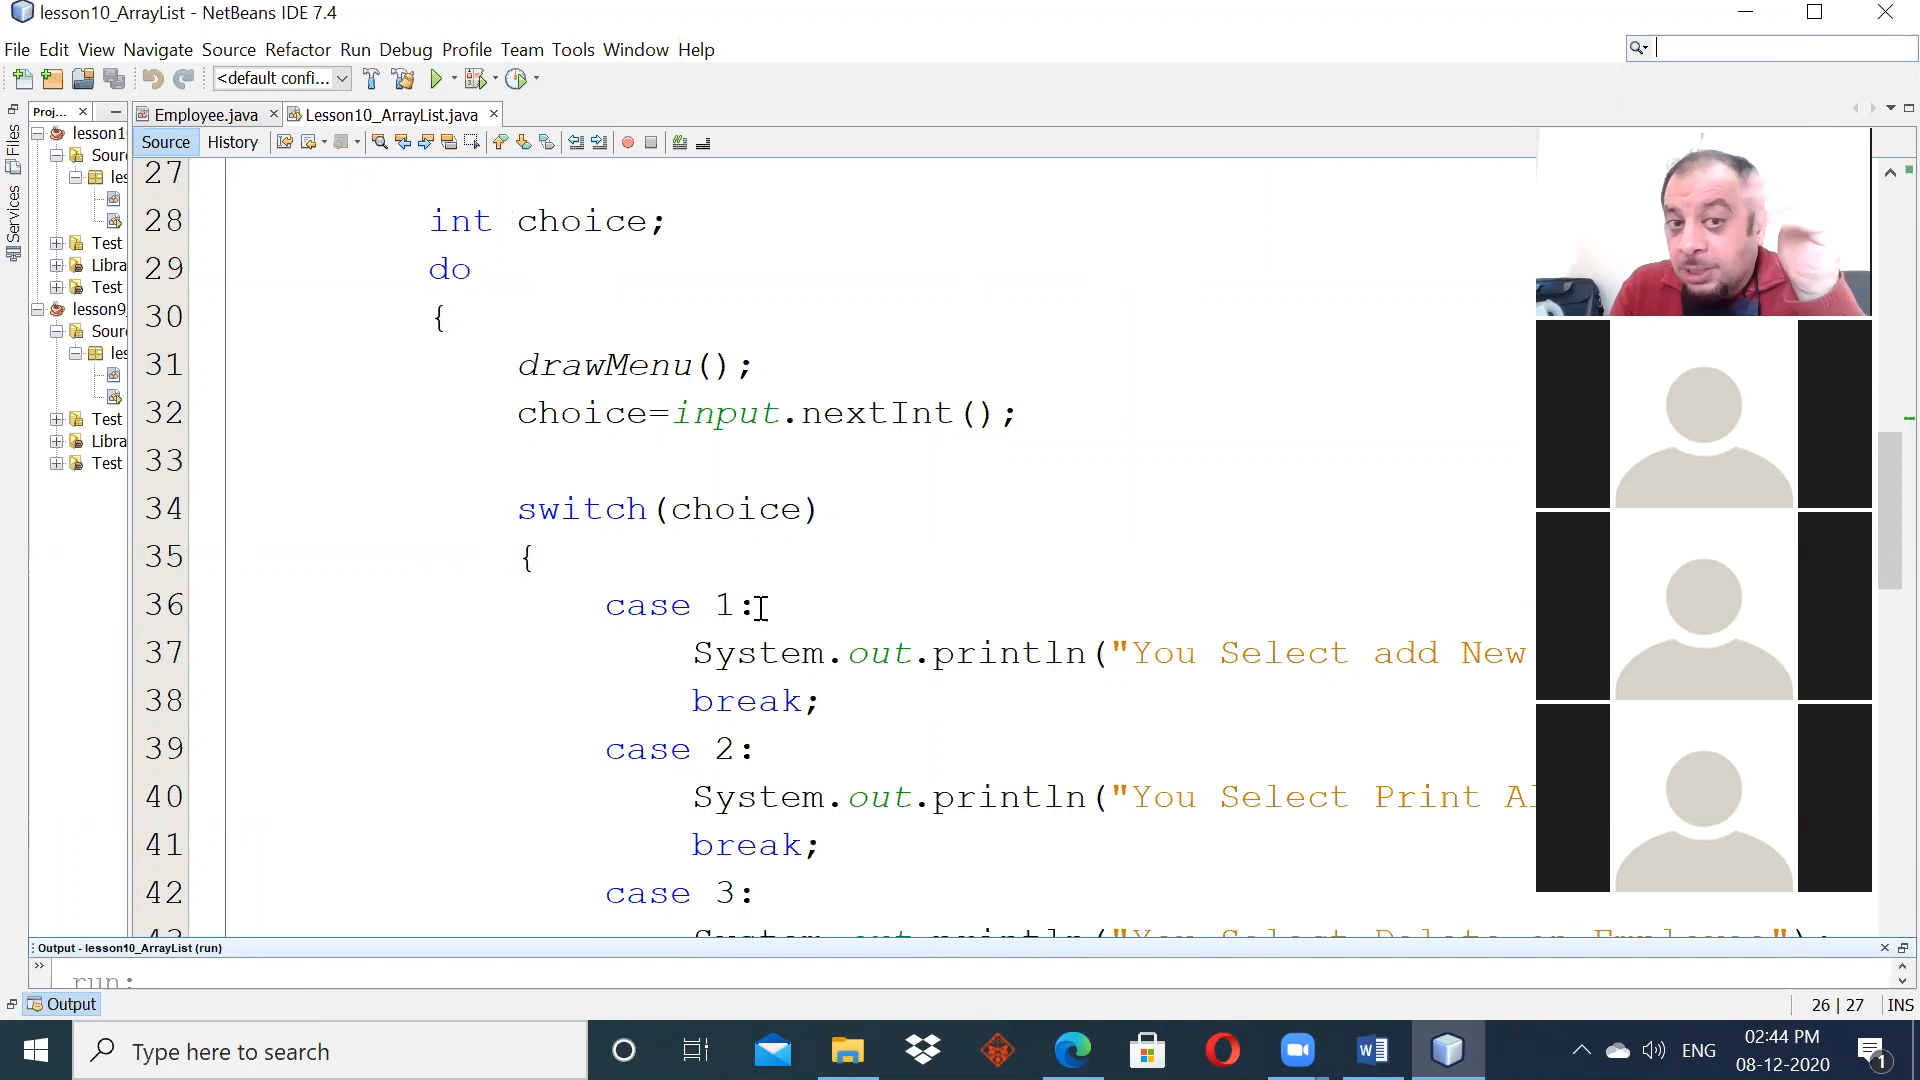 lesson10_ArrayList - NetBeans IDE 7.4
File Edit View Navigate Source Refactor Run Debug Profile Team Tools Window Help
<default confi...
Proj...
Employee.java
Lesson10_ArrayList.java
Files
Services
Source
History
lesson1
Sour
les
Test
Libra
Test
lesson9
Sour
les
Test
Libra
Test
27
28 int choice;
29 do
30 {
31 drawMenu();
32 choice=input.nextInt();
33
34 switch(choice)
35 {
36 case 1:
37 System.out.println("You Select add New
38 break;
39 case 2:
40 System.out.println("You Select Print Al
41 break;
42 case 3:
43 System.out.println("You Select Delete an Employee");
Output - lesson10_ArrayList (run)
run:
Output
26 | 27
INS
Type here to search
ENG
02:44 PM
08-12-2020
1